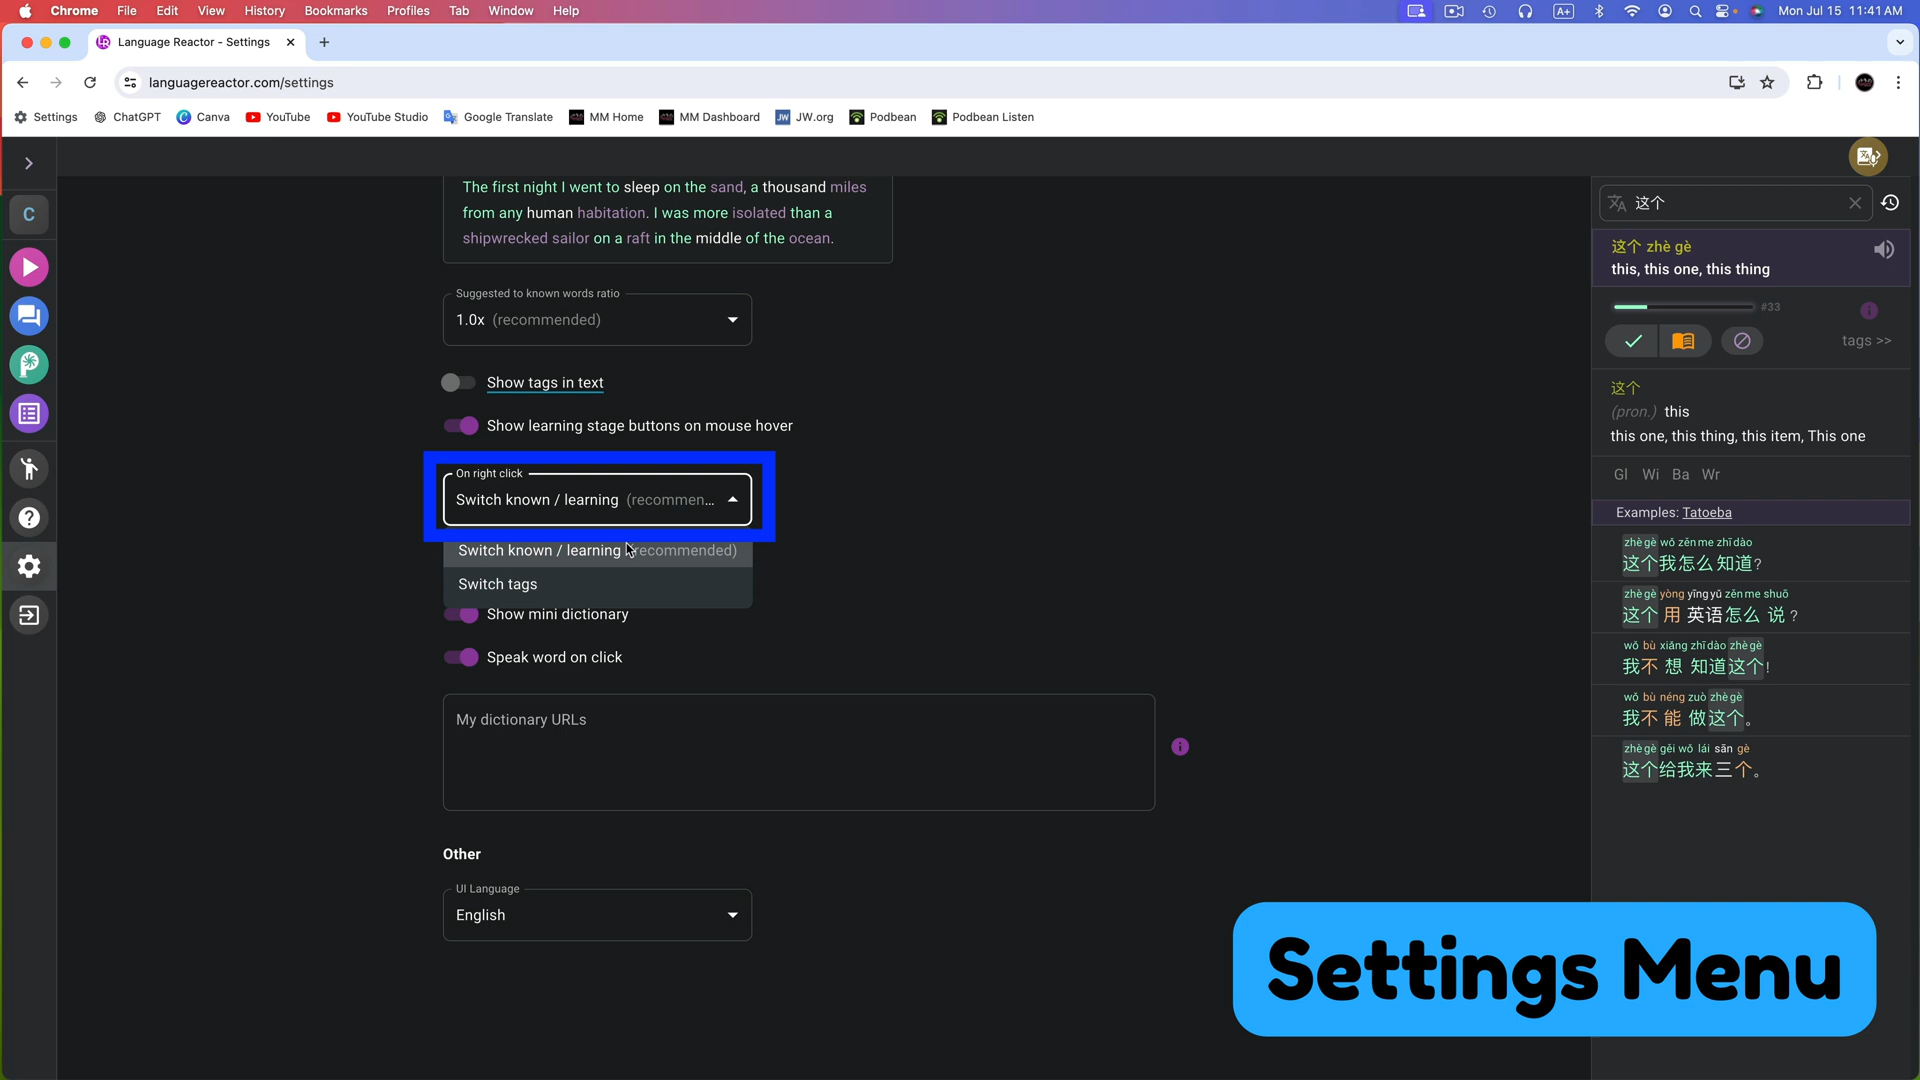 Chrome File Edit View History Bookmarks Profiles Tab Window Help
Mon Jul 15 11:41 AM
Language Reactor - Settings
languagereactor.com/settings
Settings ChatGPT Canva YouTube YouTube Studio Google Translate MM Home MM Dashboard JW.org Podbean Podbean Listen
C
The first night I went to sleep on the sand, a thousand miles
from any human habitation. I was more isolated than a
shipwrecked sailor on a raft in the middle of the ocean.
Suggested to known words ratio
1.0x (recommended)
Show tags in text
Show learning stage buttons on mouse hover
On right click
Switch known / learning (recommen...
Switch known / learning (recommended)
Switch tags
Show mini dictionary
Speak word on click
My dictionary URLs
Other
UI Language
English
这个
这个 zhè gè
this, this one, this thing
#33
tags >>
这个
(pron.) this
this one, this thing, this item, This one
Gl Wi Ba Wr
Examples: Tatoeba
zhè gè wǒ zěn me zhī dào
这个我怎么知道?
zhè gè yòng yīng yǔ zěn me shuō
这个 用 英语怎么 说 ?
wǒ bù xiǎng zhī dào zhè gè
我不 想 知道这个!
wǒ bù néng zuò zhè gè
我不 能 做这个。
zhè gè gěi wǒ lái sān gè
这个给我来三个。
Settings Menu